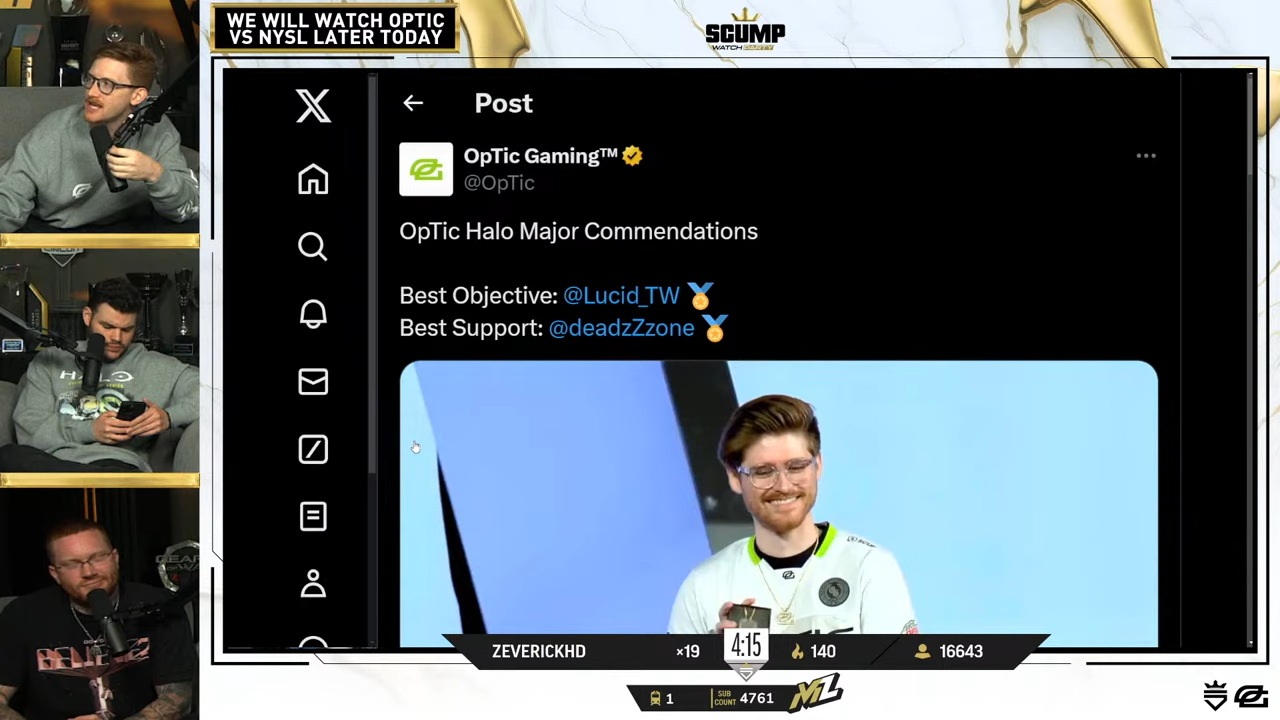 WE WILL WATCH OPTIC
VS NYSL LATER TODAY
SCUMP
WATCH PARTY
Post
OpTic Gaming™
@OpTic
OpTic Halo Major Commendations
Best Objective: @Lucid_TW
Best Support: @deadzZzone
HALO
ZEVERICKHD
×19
4:15
140
16643
1
SUB
COUNT
4761